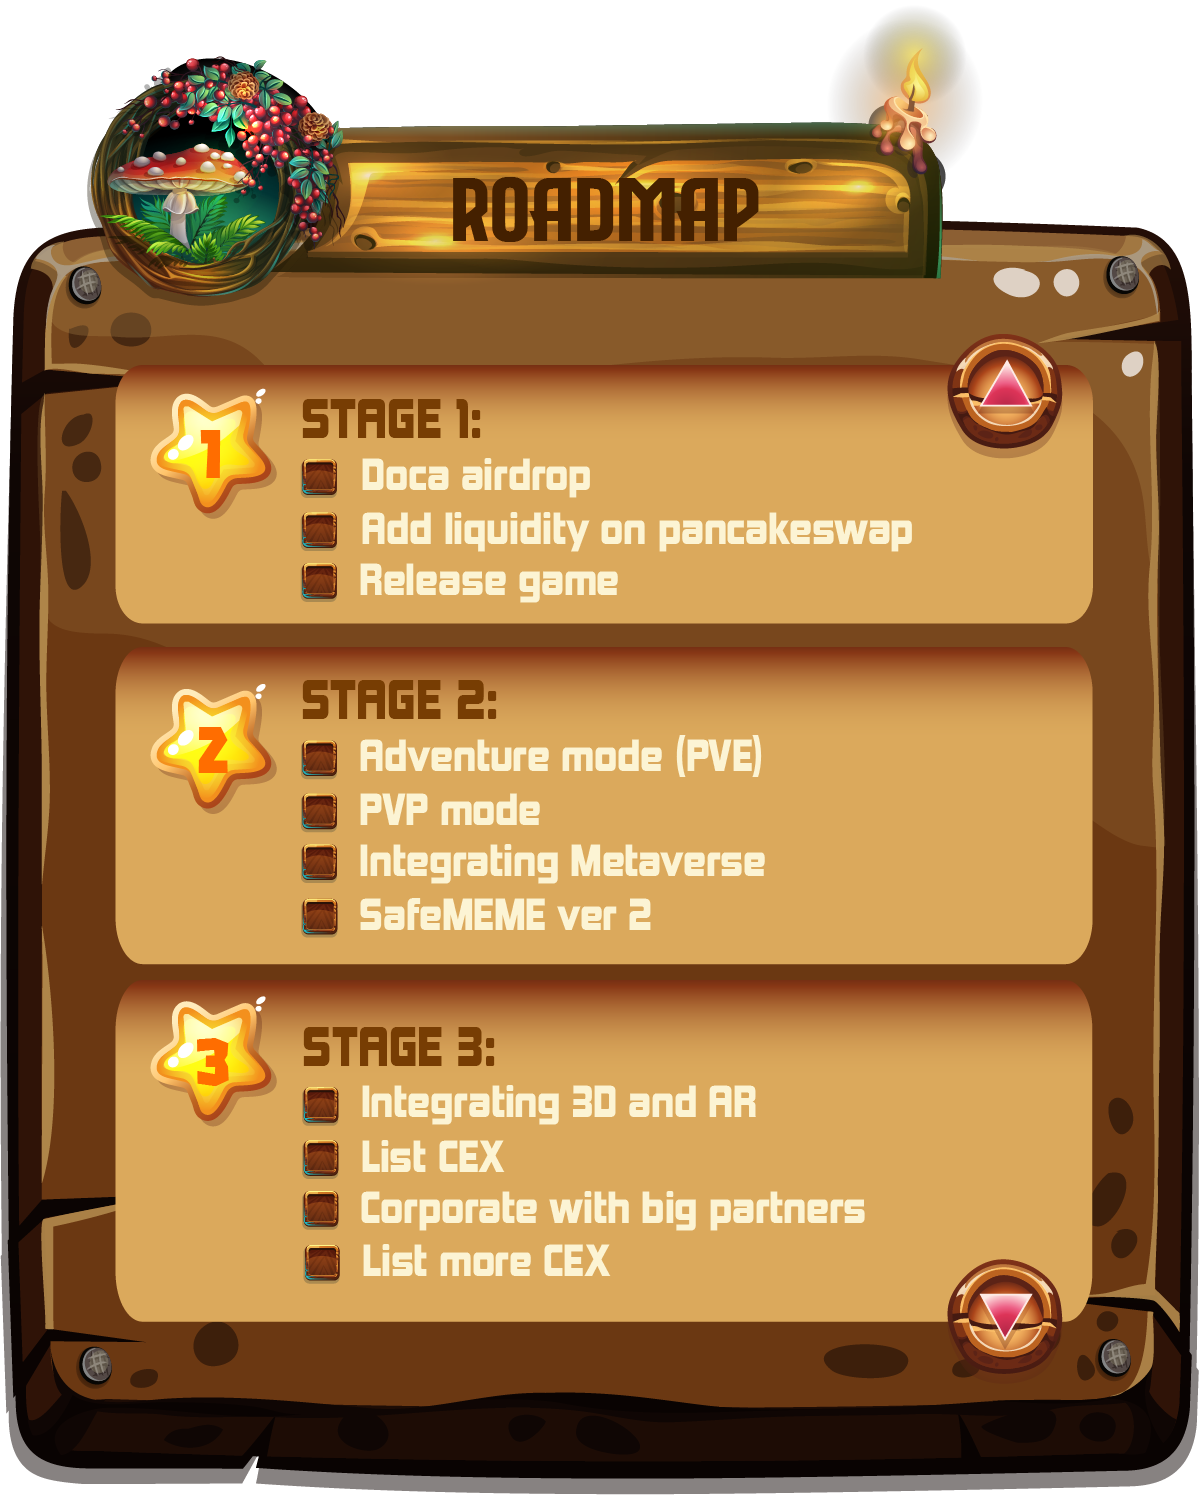 ROADMAP
1
STAGE 1:
Doca airdrop
Add liquidity on pancakeswap
Release game
2
STAGE 2:
Adventure mode (PVE)
PVP mode
Integrating Metaverse
SafeMEME ver 2
3
STAGE 3:
Integrating 3D and AR
List CEX
Corporate with big partners
List more CEX